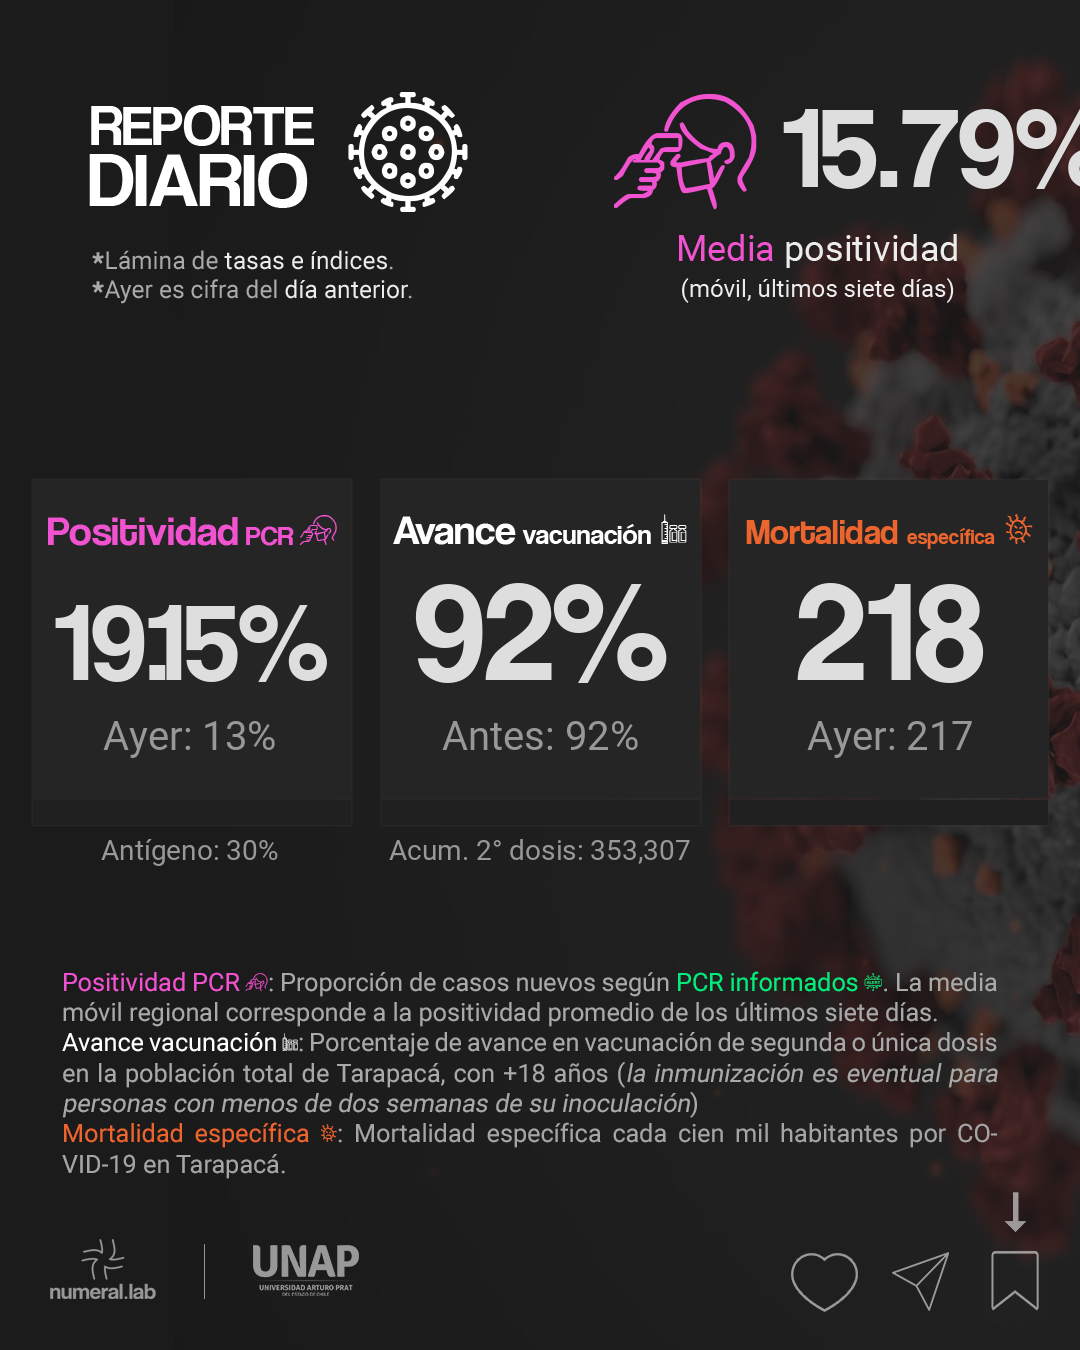 REPORTE
DIARIO
*Lámina de tasas e índices.
*Ayer es cifra del día anterior.
15.79%
Media positividad
(móvil, últimos siete días)
Positividad PCR
19.15%
Ayer: 13%
Antígeno: 30%
Avance vacunación
92%
Antes: 92%
Acum. 2° dosis: 353,307
Mortalidad específica
218
Ayer: 217
Positividad PCR : Proporción de casos nuevos según PCR informados . La media
móvil regional corresponde a la positividad promedio de los últimos siete días.
Avance vacunación : Porcentaje de avance en vacunación de segunda o única dosis
en la población total de Tarapacá, con +18 años (la inmunización es eventual para
personas con menos de dos semanas de su inoculación)
Mortalidad específica : Mortalidad específica cada cien mil habitantes por CO-
VID-19 en Tarapacá.
numeral.lab
UNAP
UNIVERSIDAD ARTURO PRAT
DEL ESTADO DE CHILE